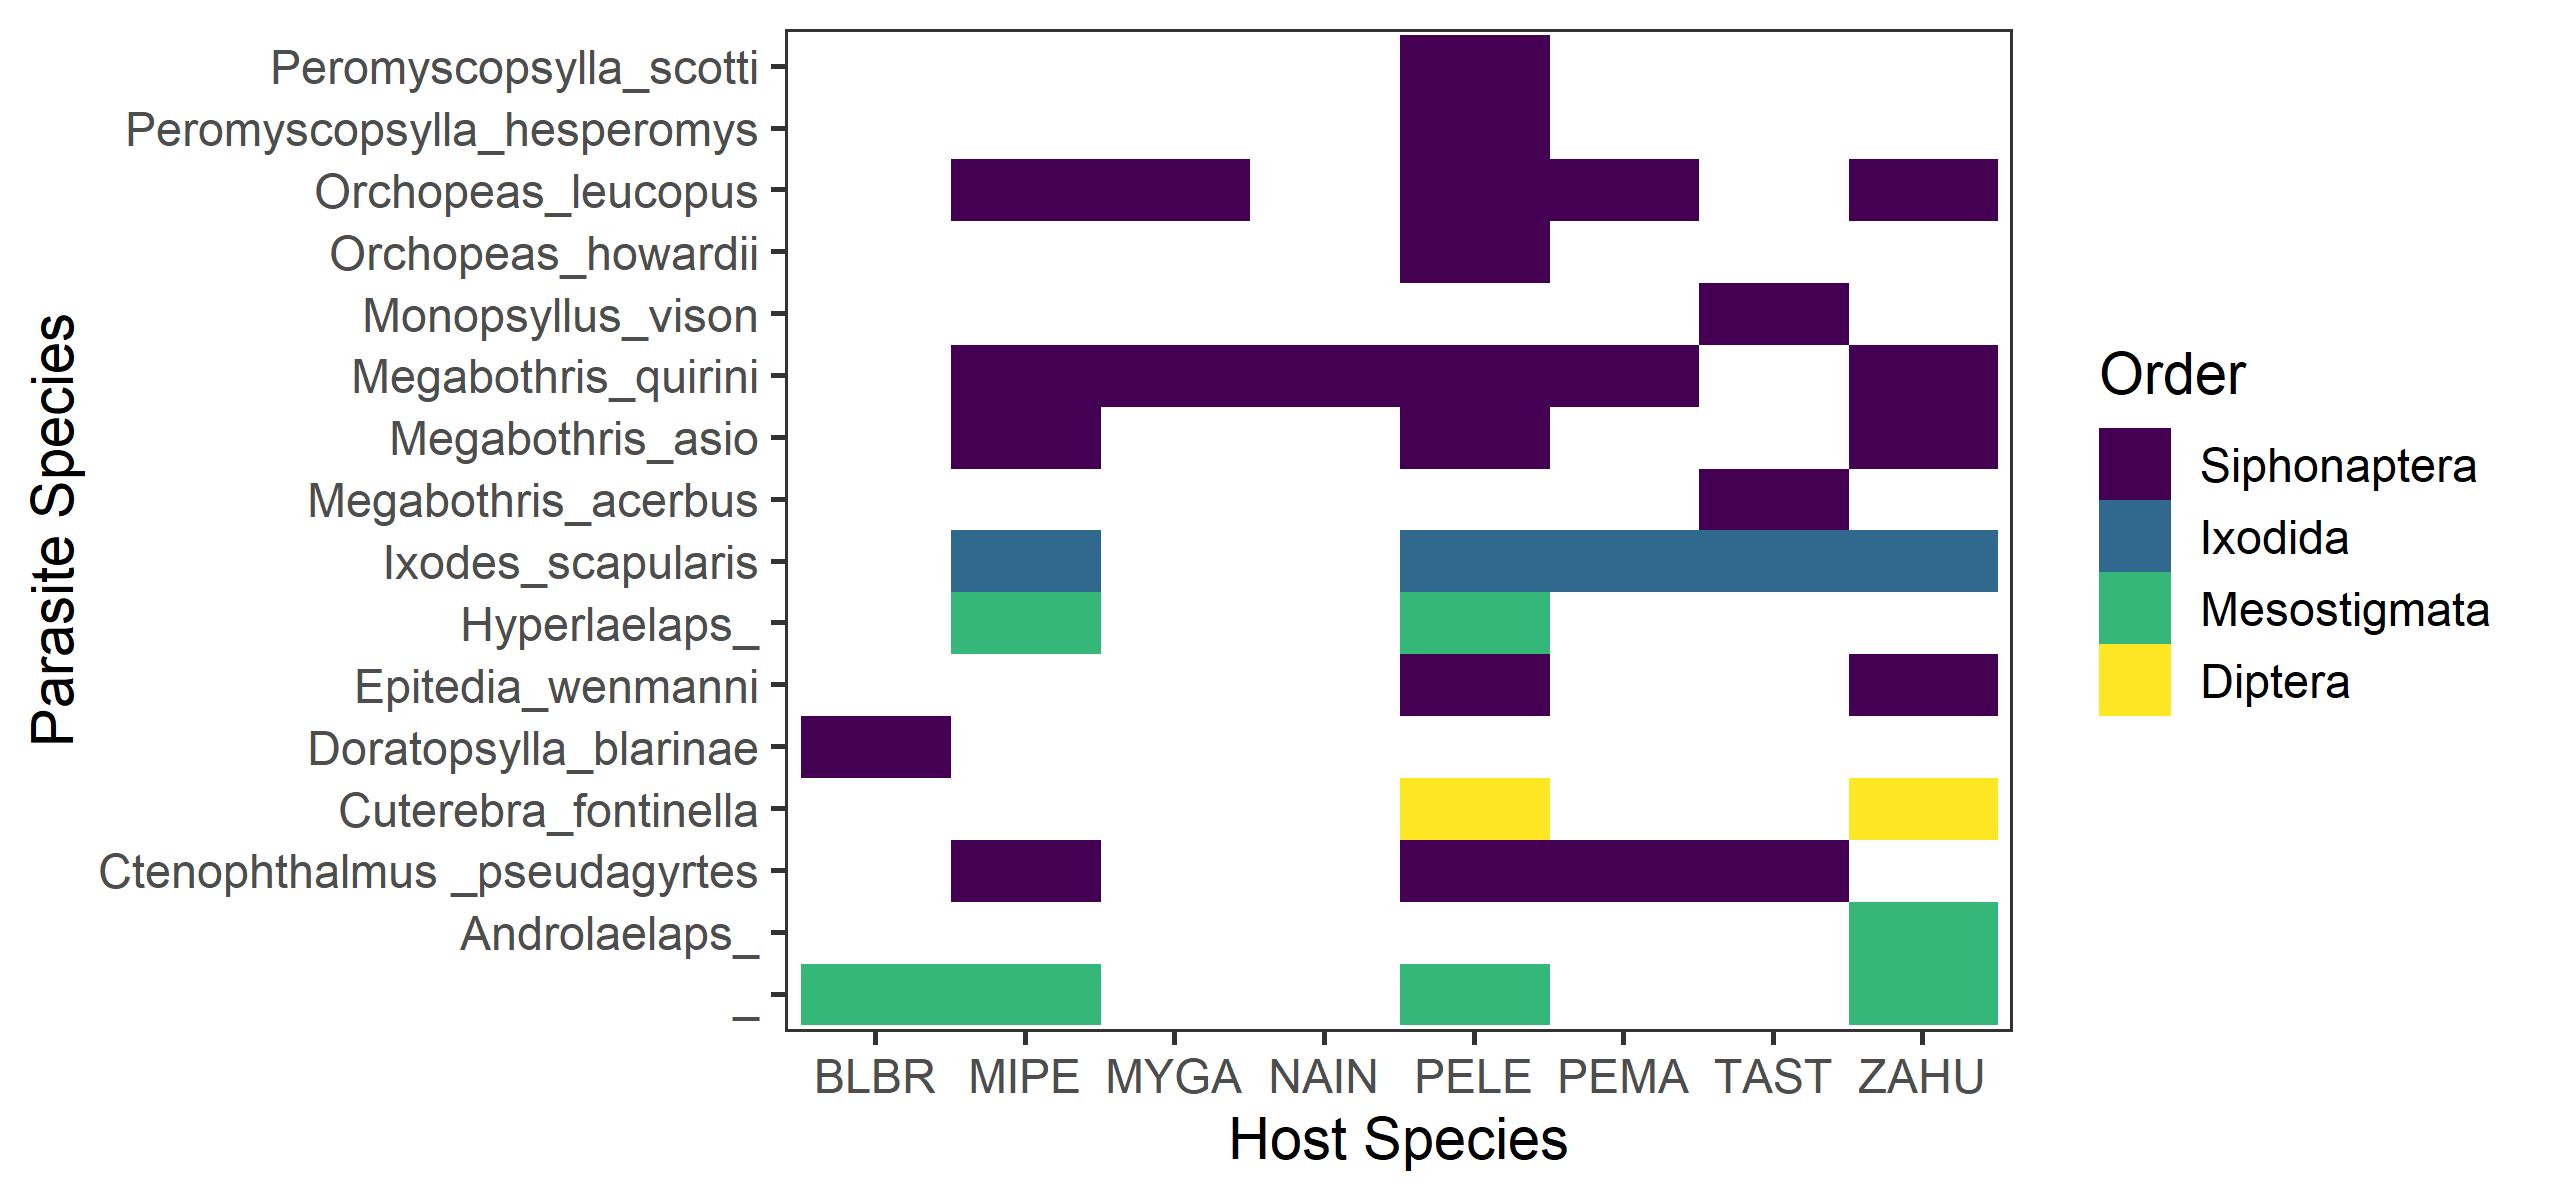 Peromyscopsylla_scotti
Peromyscopsylla_hesperomys
Orchopeas_leucopus
Orchopeas_howardii
Monopsyllus_vison
Megabothris_quirini
Megabothris_asio
Megabothris_acerbus
Ixodes_scapularis
Hyperlaelaps_
Epitedia_wenmanni
Doratopsylla_blarinae
Cuterebra_fontinella
Ctenophthalmus _pseudagyrtes
Androlaelaps_
_
Parasite Species
BLBR MIPE MYGA NAIN PELE PEMA TAST ZAHU
Host Species
Order
Siphonaptera
Ixodida
Mesostigmata
Diptera